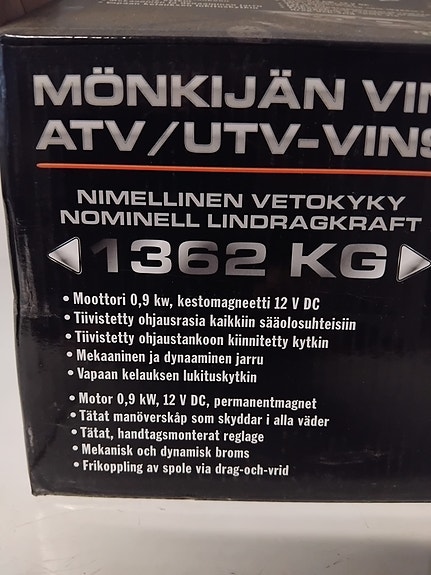 MÖNKIJÄN VIN
ATV/UTV-VINS
NIMELLINEN VETOKYKY
NOMINELL LINDRAGKRAFT
1362 KG
• Moottori 0,9 kw, kestomagneetti 12 V DC
• Tiivistetty ohjausrasia kaikkiin sääolosuhteisiin
• Tiivistetty ohjaustankoon kiinnitetty kytkin
• Mekaaninen ja dynaaminen jarru
• Vapaan kelauksen lukituskytkin
• Motor 0,9 kW, 12 V DC, permanentmagnet
• Tätat manöverskåp som skyddar i alla väder
• Tätat, handtagsmonterat reglage
• Mekanisk och dynamisk broms
• Frikoppling av spole via drag-och-vrid